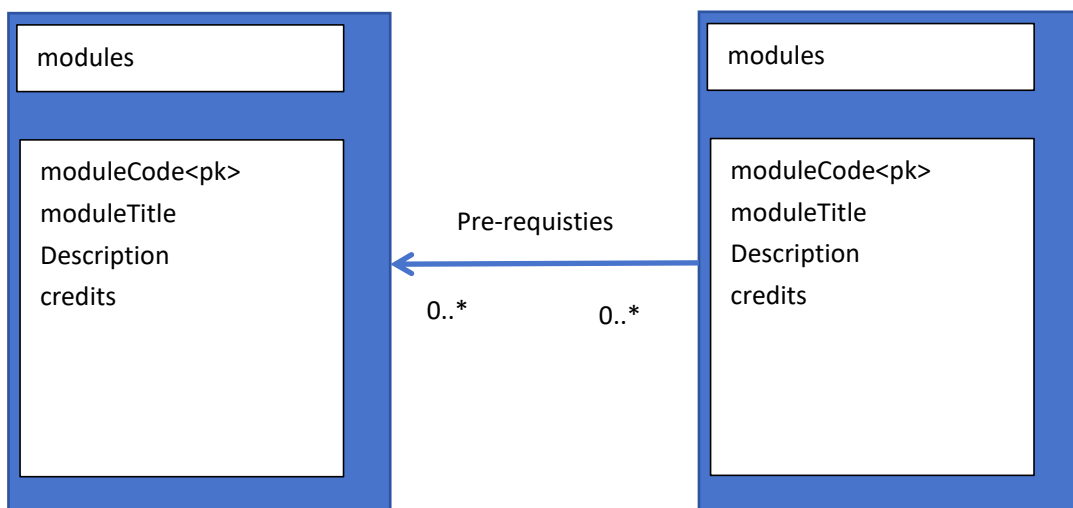 modules
moduleCode<pk>
moduleTitle
Description
credits
Pre-requisties
0..*
0..*
modules
moduleCode<pk>
moduleTitle
Description
credits